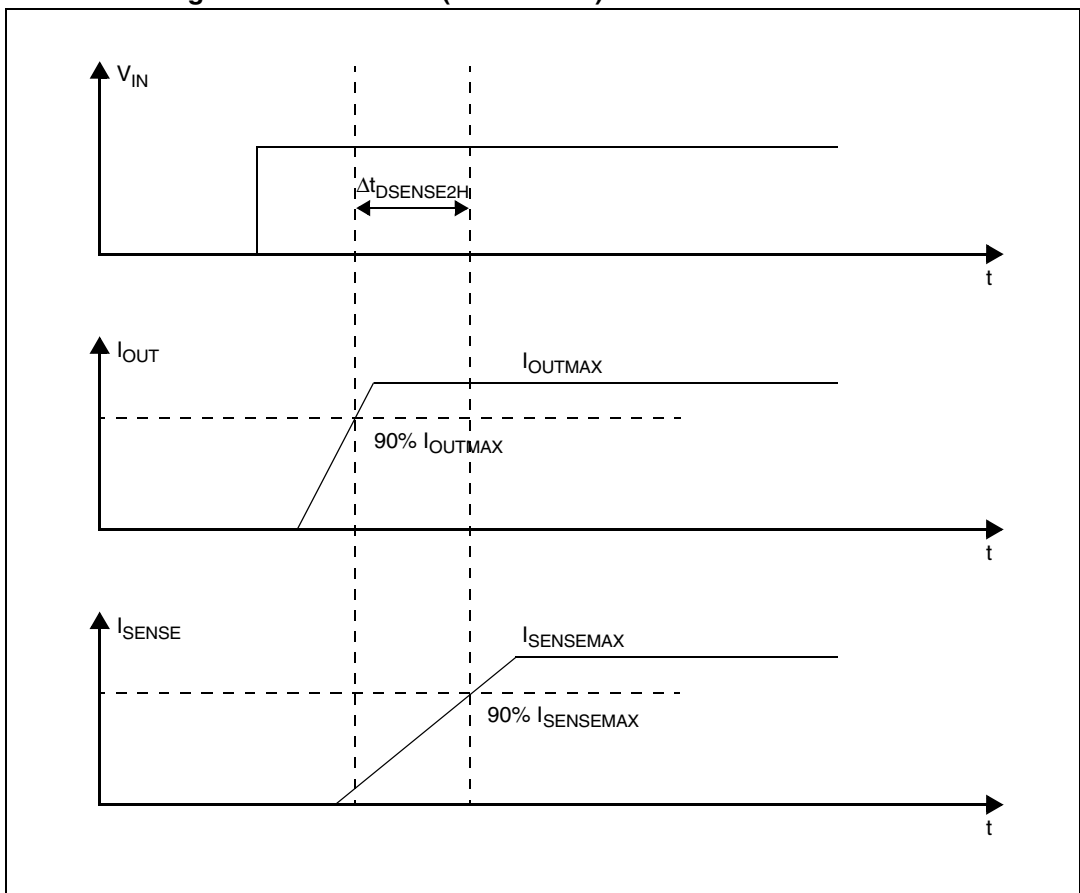 V_IN
Δt_DSENSE2H
t
I_OUT
I_OUTMAX
90% I_OUTMAX
t
I_SENSE
I_SENSEMAX
90% I_SENSEMAX
t